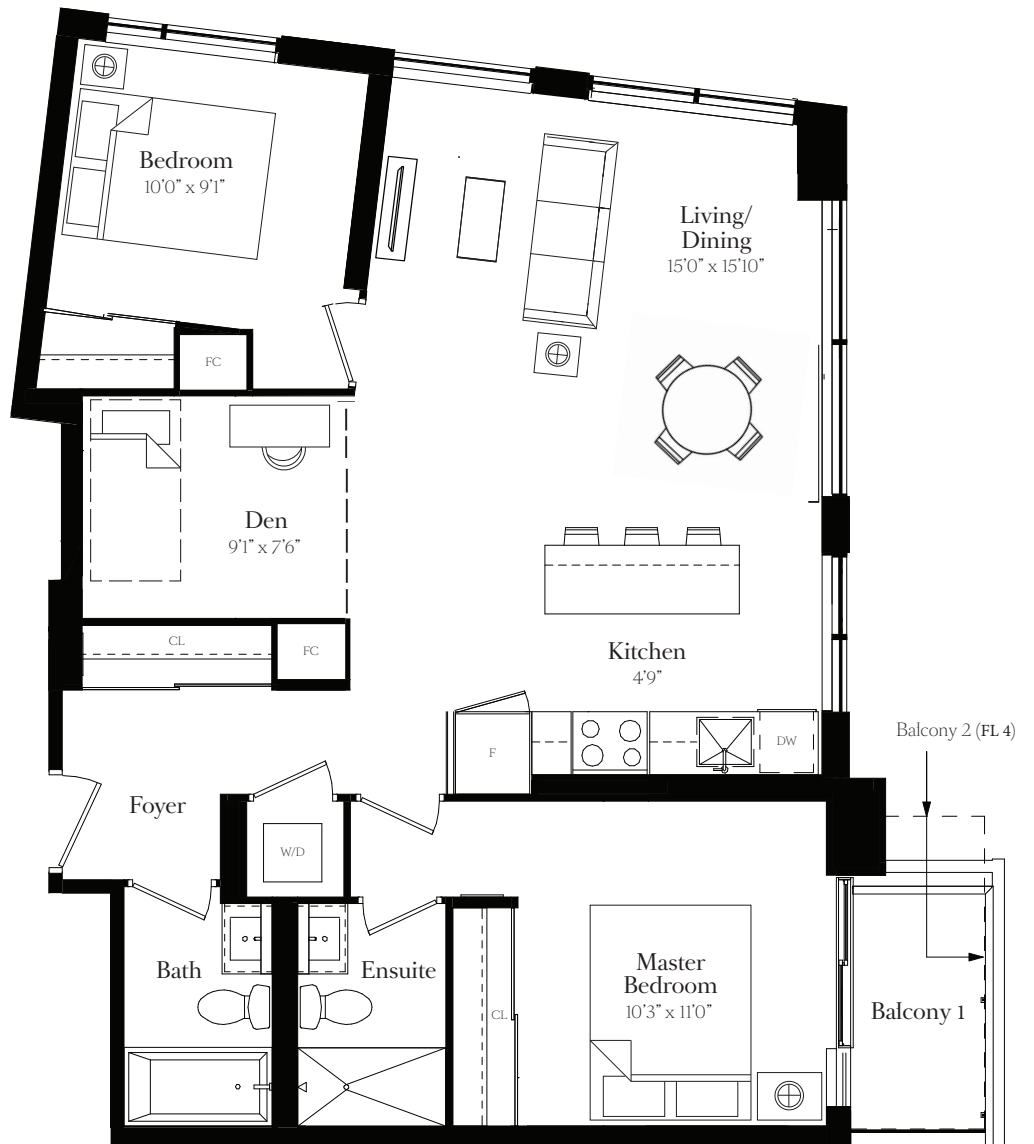 Bedroom
10'0” x 9'1”
Living/
Dining
15'0” x 15'10”
FC
Den
9'1” x 7'6”
CL
FC
Kitchen
4'9”
F
DW
Balcony 2 (FL 4)
Foyer
W/D
Bath
Ensuite
CL
Master
Bedroom
10'3” x 11'0”
Balcony 1